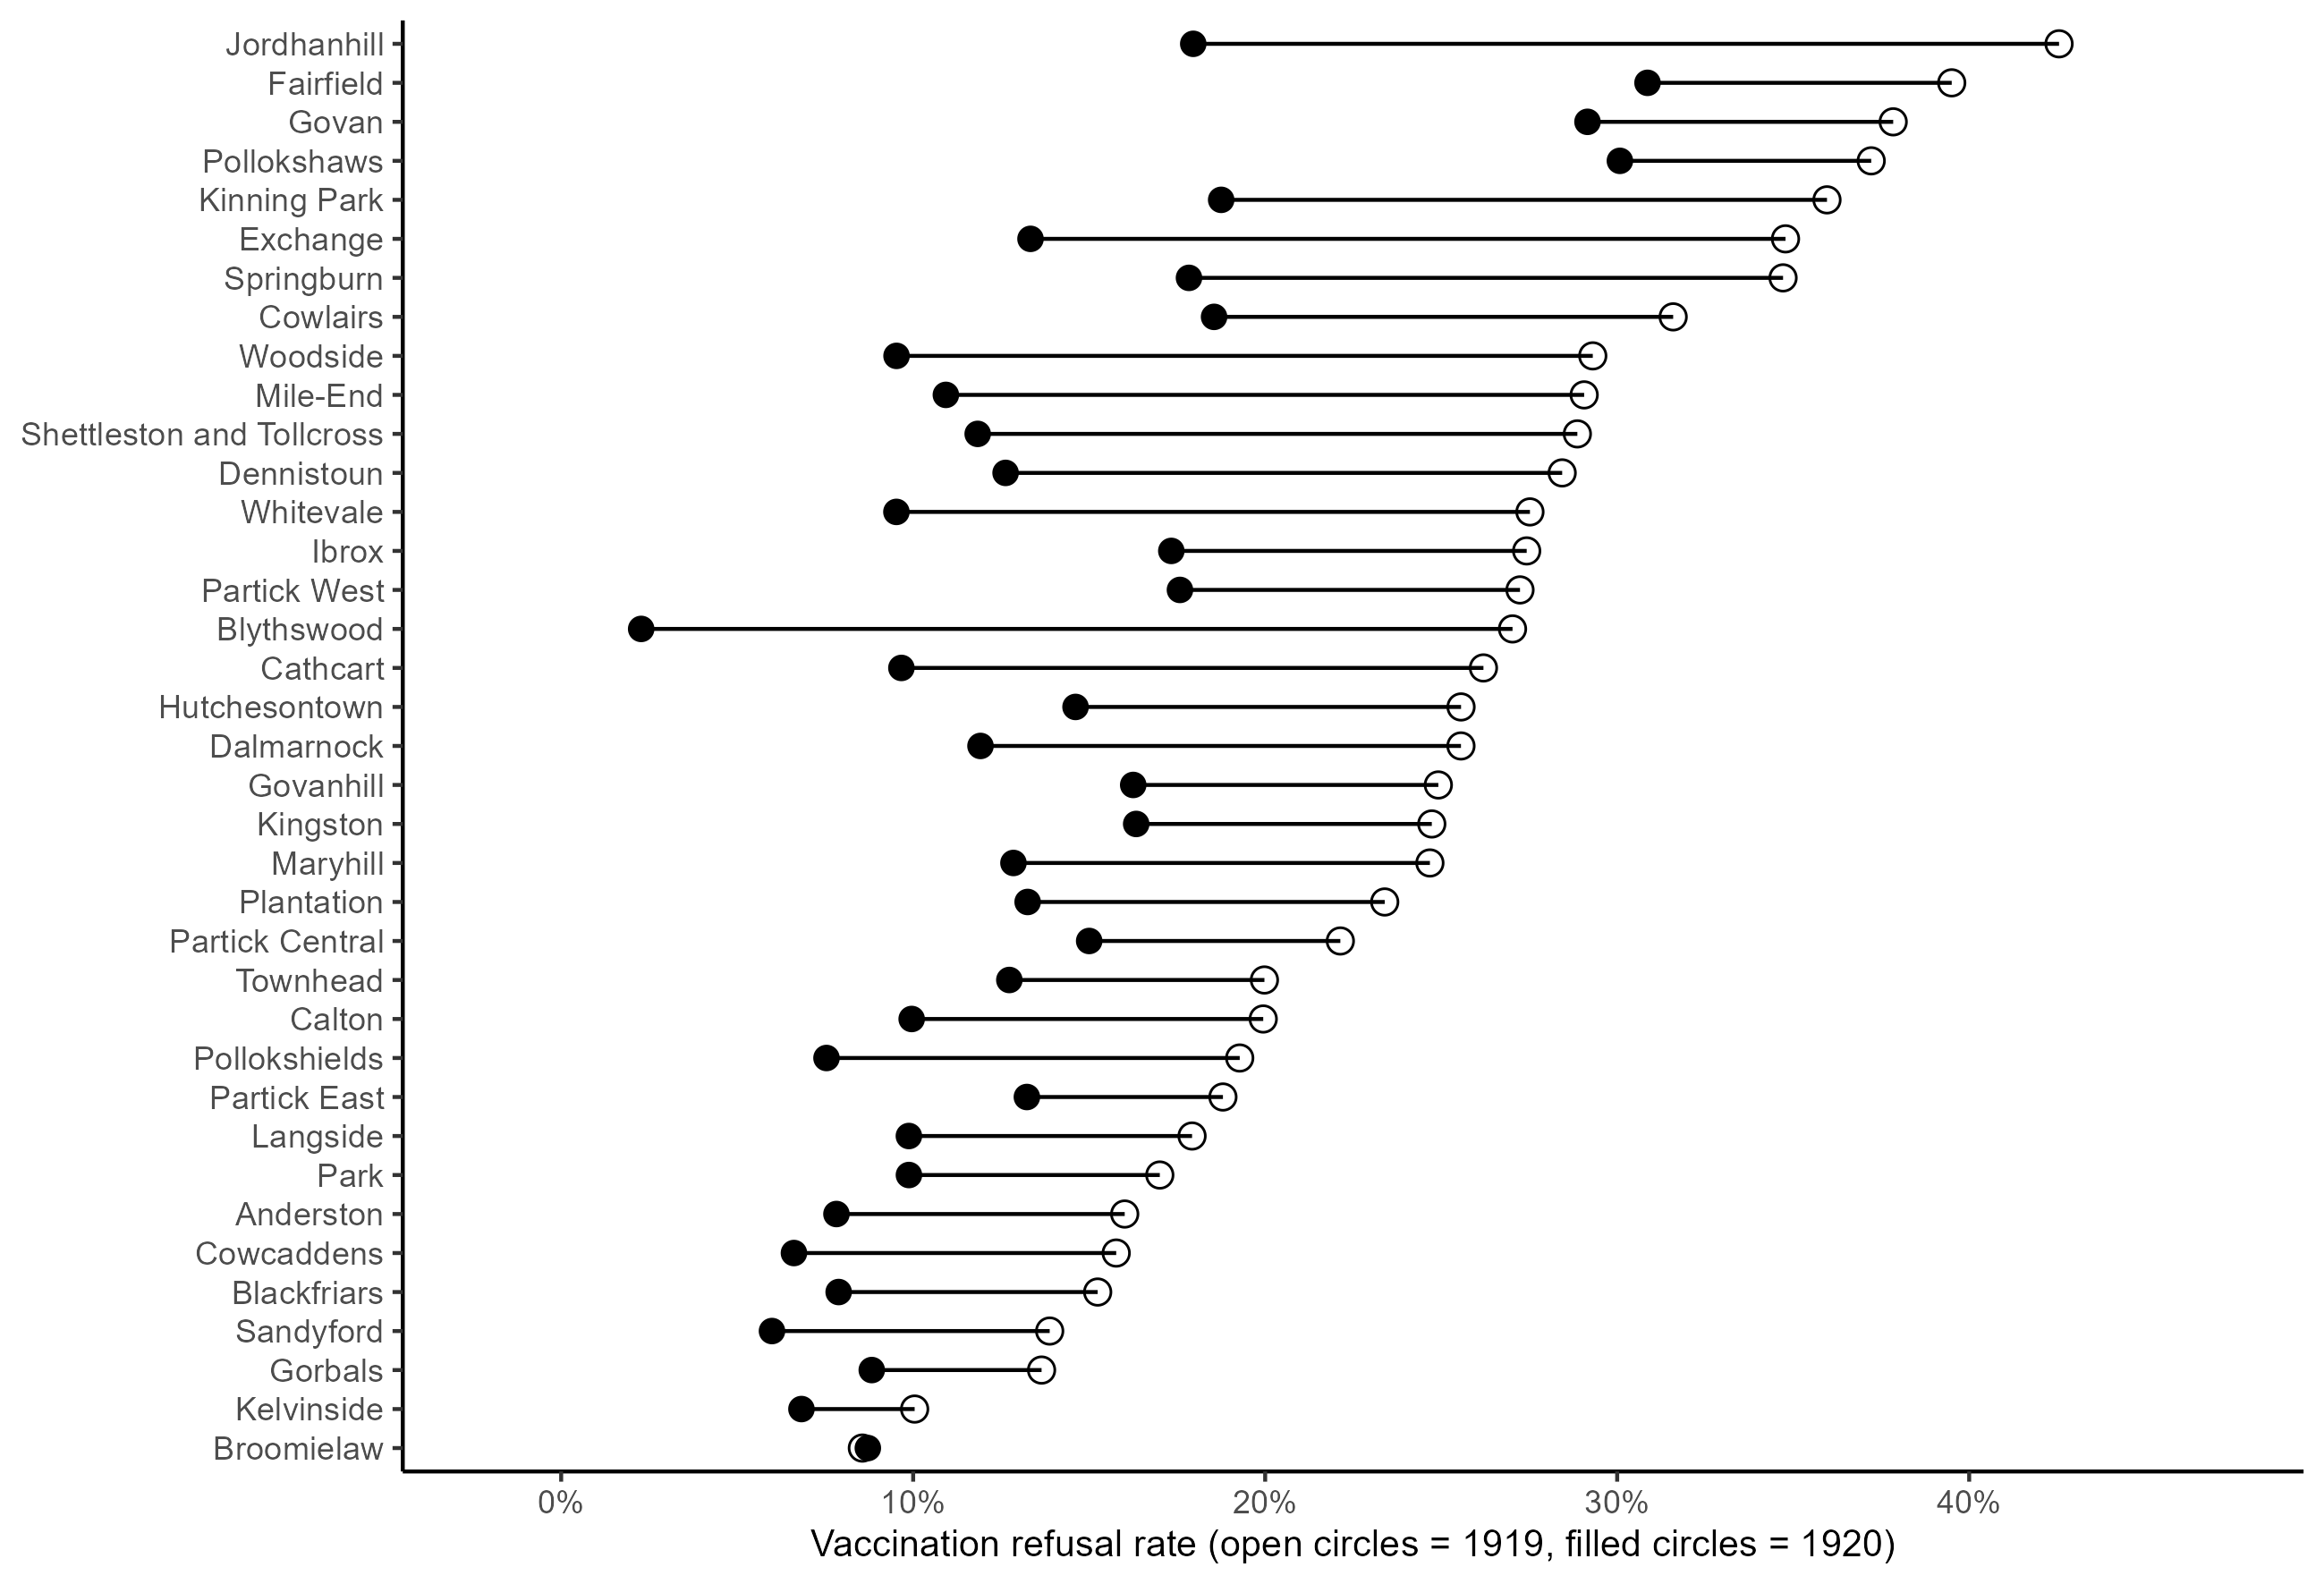 Jordhanhill
Fairfield
Govan
Pollokshaws
Kinning Park
Exchange
Springburn
Cowlairs
Woodside
Mile-End
Shettleston and Tollcross
Dennistoun
Whitevale
Ibrox
Partick West
Blythswood
Cathcart
Hutchesontown
Dalmarnock
Govanhill
Kingston
Maryhill
Plantation
Partick Central
Townhead
Calton
Pollokshields
Partick East
Langside
Park
Anderston
Cowcaddens
Blackfriars
Sandyford
Gorbals
Kelvinside
Broomielaw
0% 10% 20% 30% 40%
Vaccination refusal rate (open circles = 1919, filled circles = 1920)